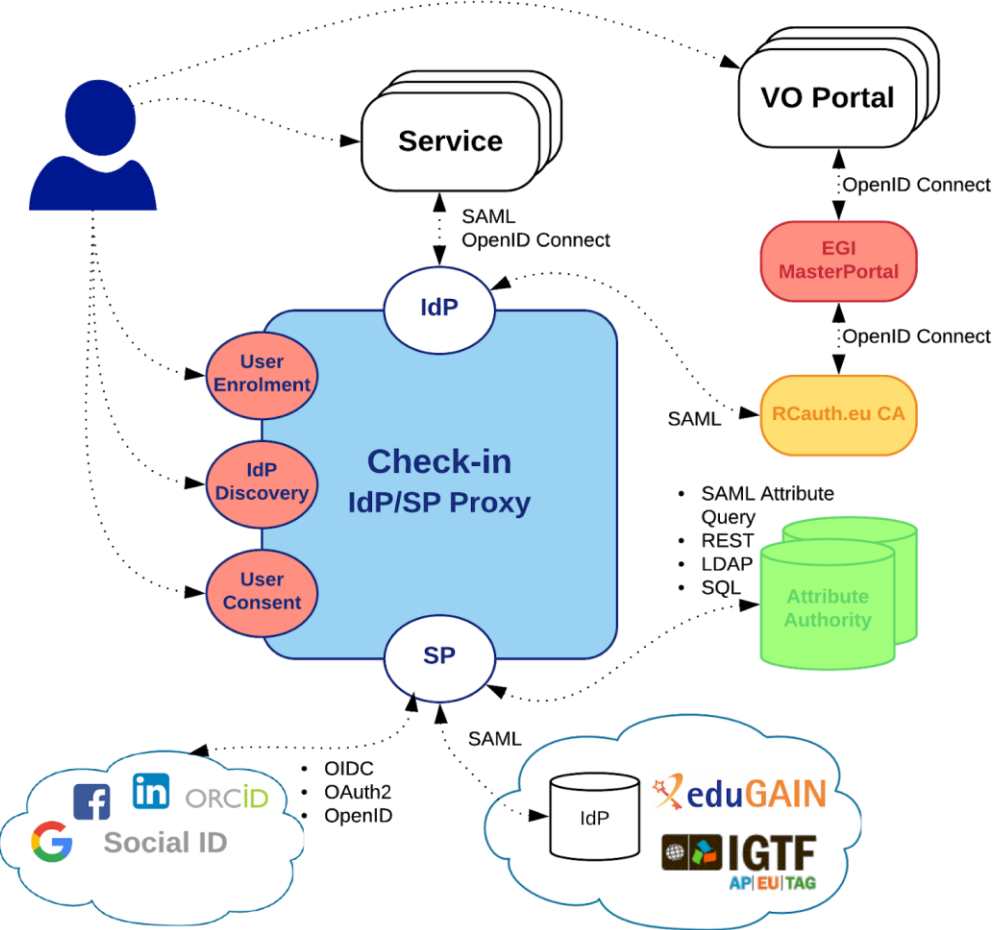 VO Portal
Service
OpenID Connect
SAML
OpenID Connect
EGI
MasterPortal
IdP
OpenID Connect
User
Enrolment
SAML
RCauth.eu CA
Check-in
IdP/SP Proxy
IdP
Discovery
• SAML Attribute
Query
• REST
• LDAP
• SQL
User
Consent
Attribute
Authority
SP
SAML
• OIDC
• OAuth2
• OpenID
f
in
ORCID
G
Social ID
IdP
eduGAIN
IGTF
AP|EU|TAG